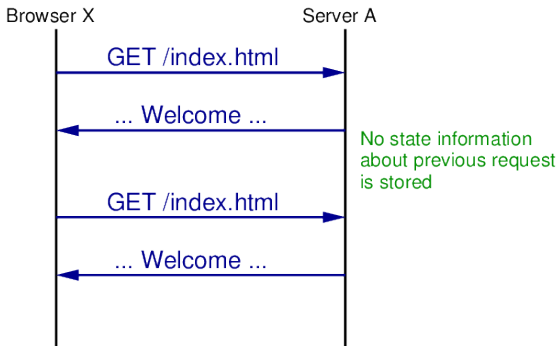 Browser X
Server A
GET /index.html
... Welcome ...
No state information
about previous request
is stored
GET /index.html
... Welcome ...